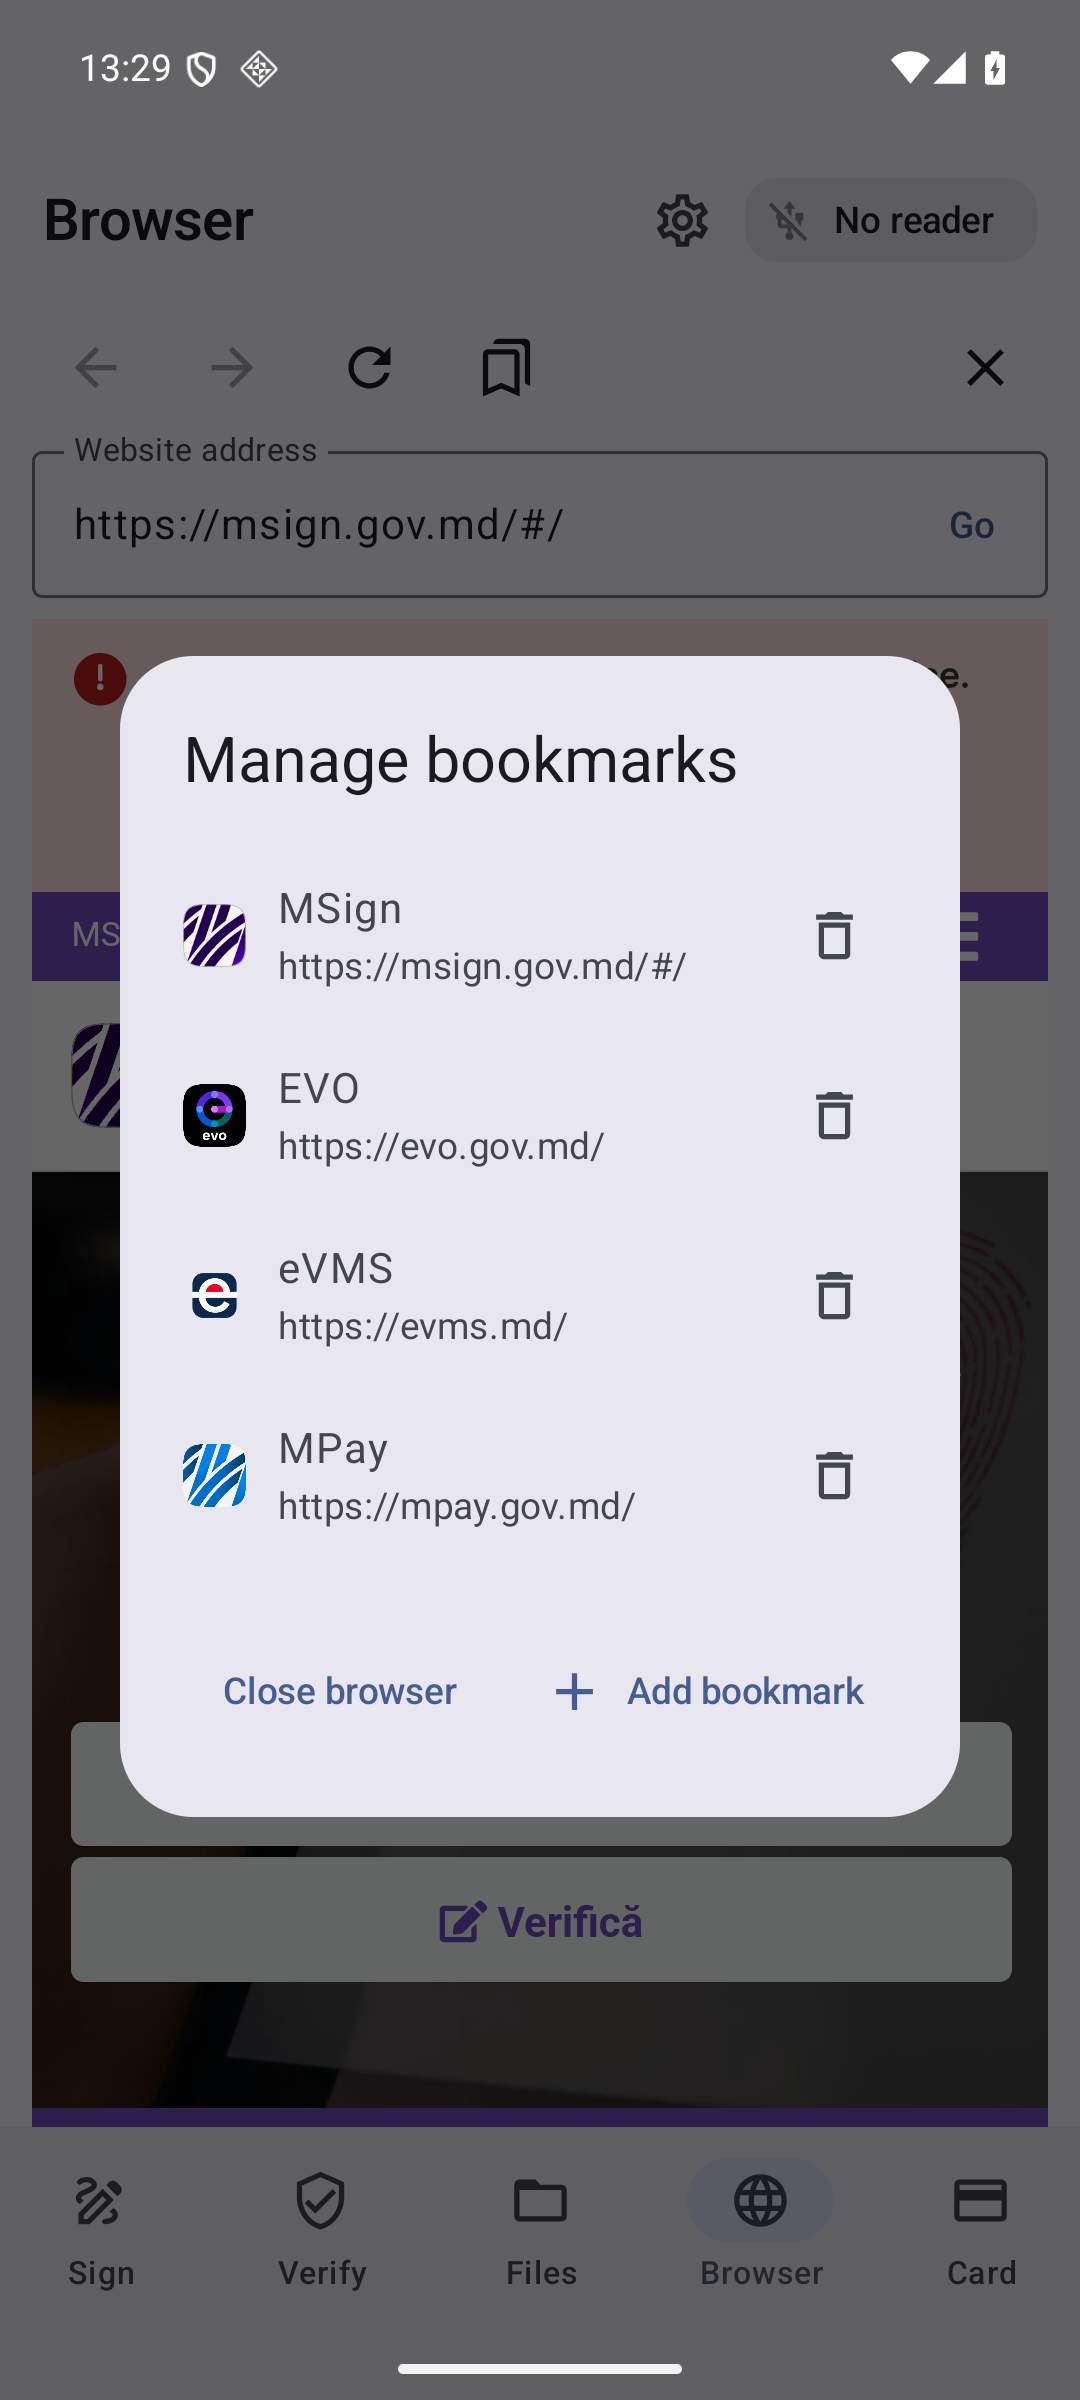 13:29
Browser
No reader
Website address
https://msign.gov.md/#/
Go
Manage bookmarks
MSign
https://msign.gov.md/#/
EVO
evo
https://evo.gov.md/
eVMS
https://evms.md/
MPay
https://mpay.gov.md/
Close browser
Add bookmark
Verifică
Sign
Verify
Files
Browser
Card